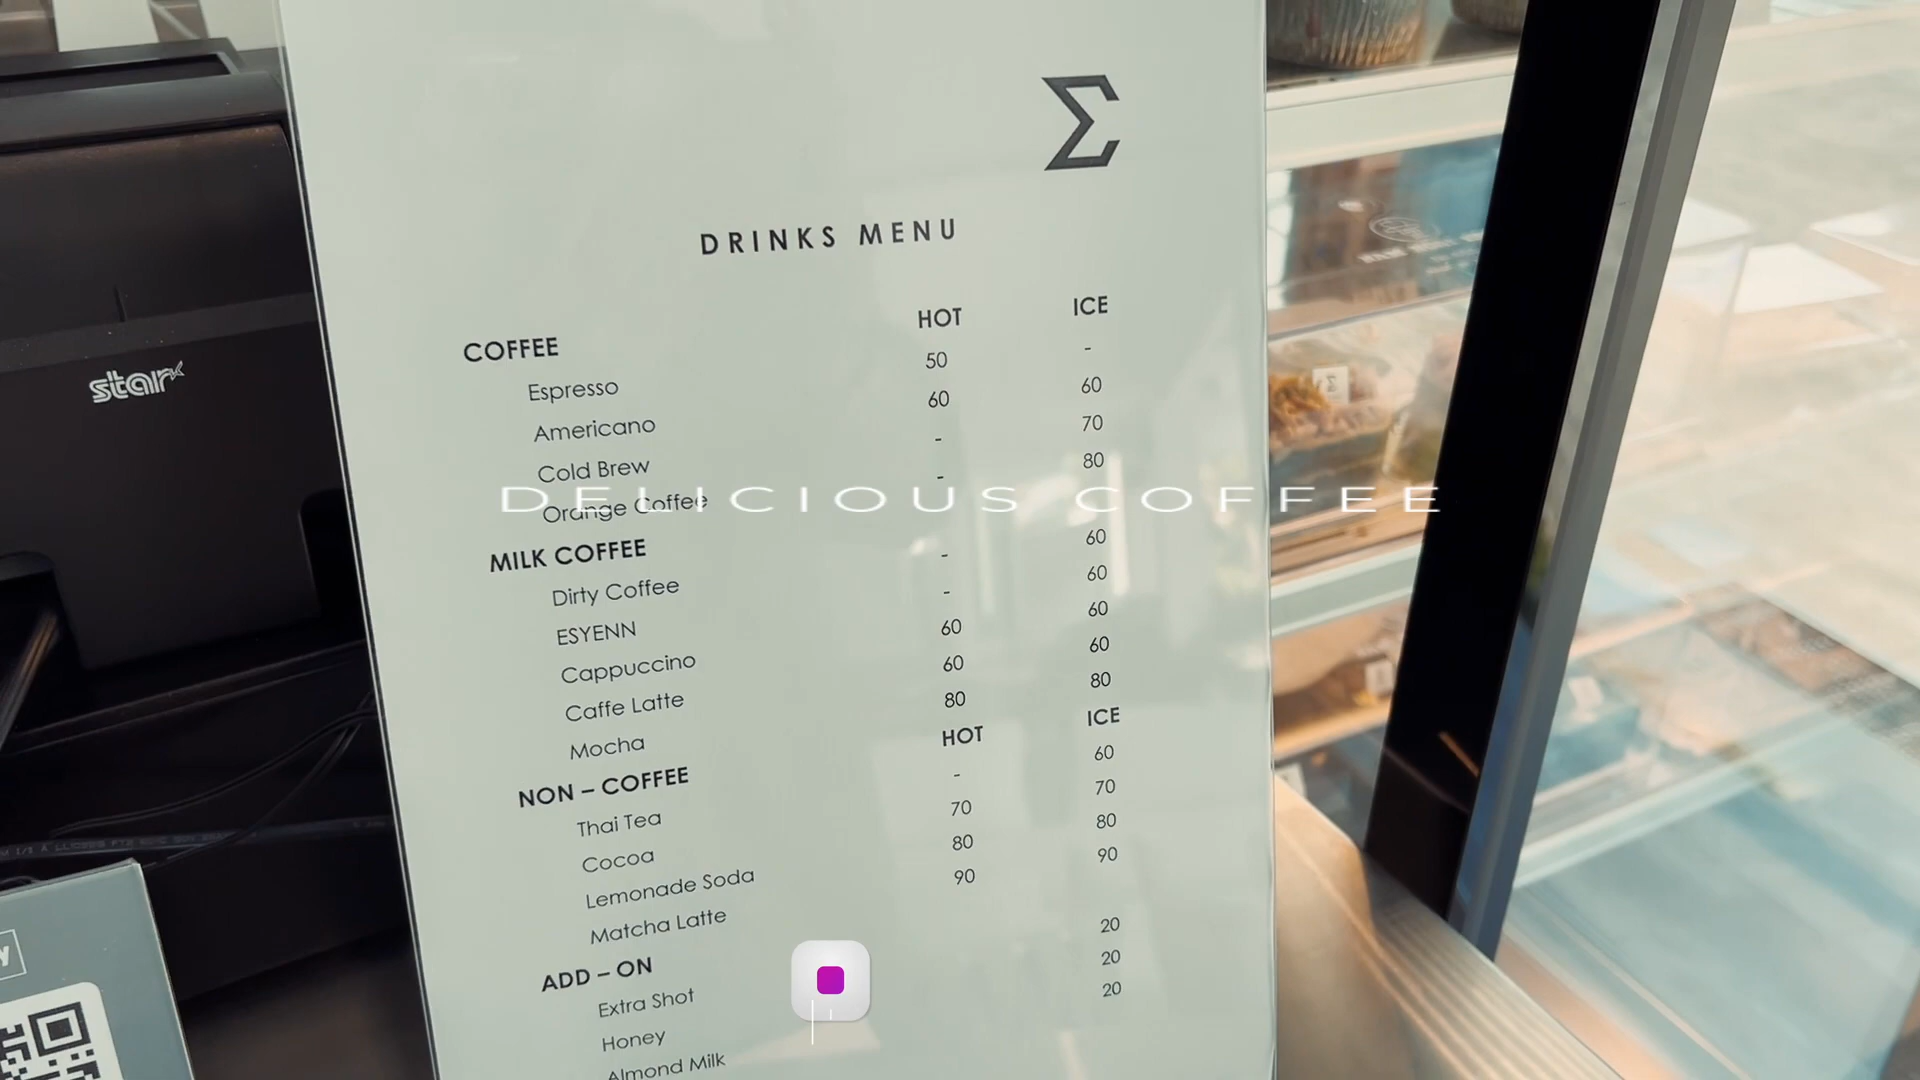 Σ
DRINKS MENU
COFFEE HOT ICE
Espresso 50 -
Americano 60 60
Cold Brew - 70
Orange Coffee - 80
DELICIOUS COFFEE
MILK COFFEE
Dirty Coffee - 60
ESYENN - 60
Cappuccino 60 60
Caffe Latte 60 60
Mocha 80 80
NON – COFFEE HOT ICE
Thai Tea - 60
Cocoa 70 70
Lemonade Soda 80 80
Matcha Latte 90 90
ADD – ON
Extra Shot 20
Honey 20
Almond Milk 20
star